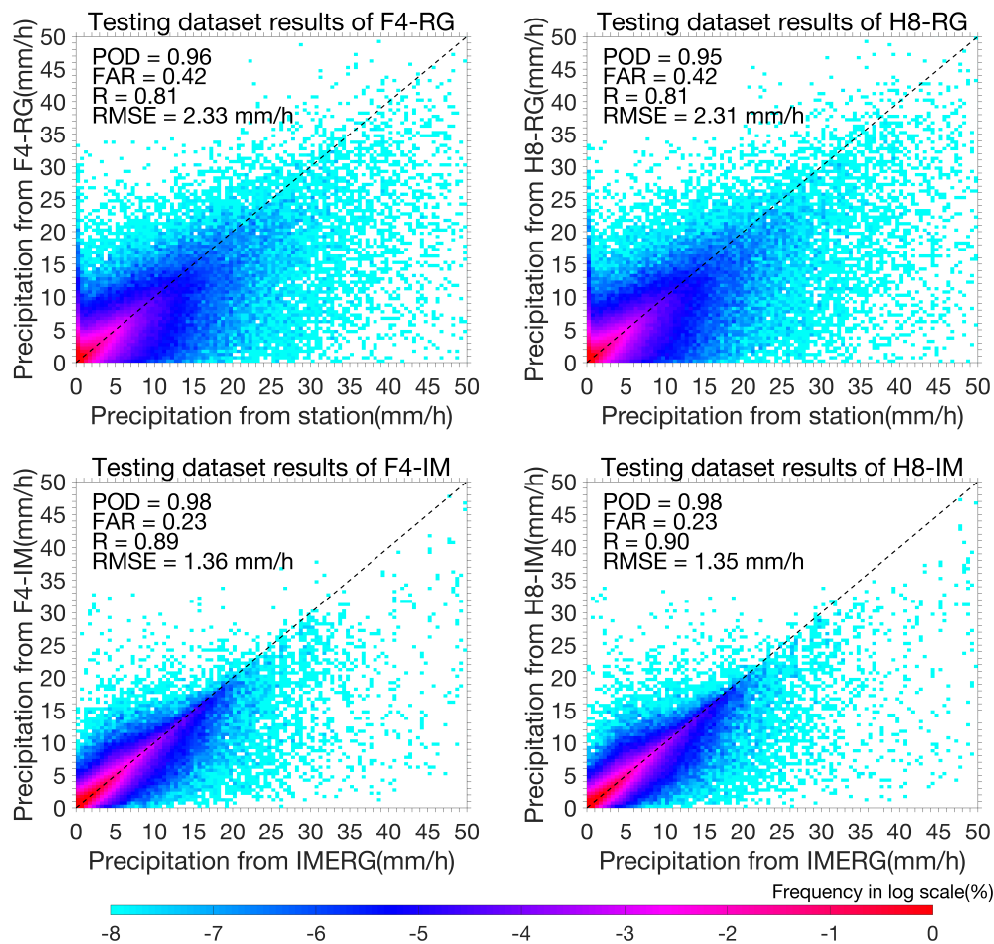 Testing dataset results of F4-RG
Precipitation from F4-RG(mm/h)
50
45
40
35
30
25
20
15
10
5
0
POD = 0.96
FAR = 0.42
R = 0.81
RMSE = 2.33 mm/h
0 5 10 15 20 25 30 35 40 45 50
Precipitation from station(mm/h)
Testing dataset results of H8-RG
Precipitation from H8-RG(mm/h)
50
45
40
35
30
25
20
15
10
5
0
POD = 0.95
FAR = 0.42
R = 0.81
RMSE = 2.31 mm/h
0 5 10 15 20 25 30 35 40 45 50
Precipitation from station(mm/h)
Testing dataset results of F4-IM
Precipitation from F4-IM(mm/h)
50
45
40
35
30
25
20
15
10
5
0
POD = 0.98
FAR = 0.23
R = 0.89
RMSE = 1.36 mm/h
0 5 10 15 20 25 30 35 40 45 50
Precipitation from IMERG(mm/h)
Testing dataset results of H8-IM
Precipitation from H8-IM(mm/h)
50
45
40
35
30
25
20
15
10
5
0
POD = 0.98
FAR = 0.23
R = 0.90
RMSE = 1.35 mm/h
0 5 10 15 20 25 30 35 40 45 50
Precipitation from IMERG(mm/h)
Frequency in log scale(%)
-8 -7 -6 -5 -4 -3 -2 -1 0